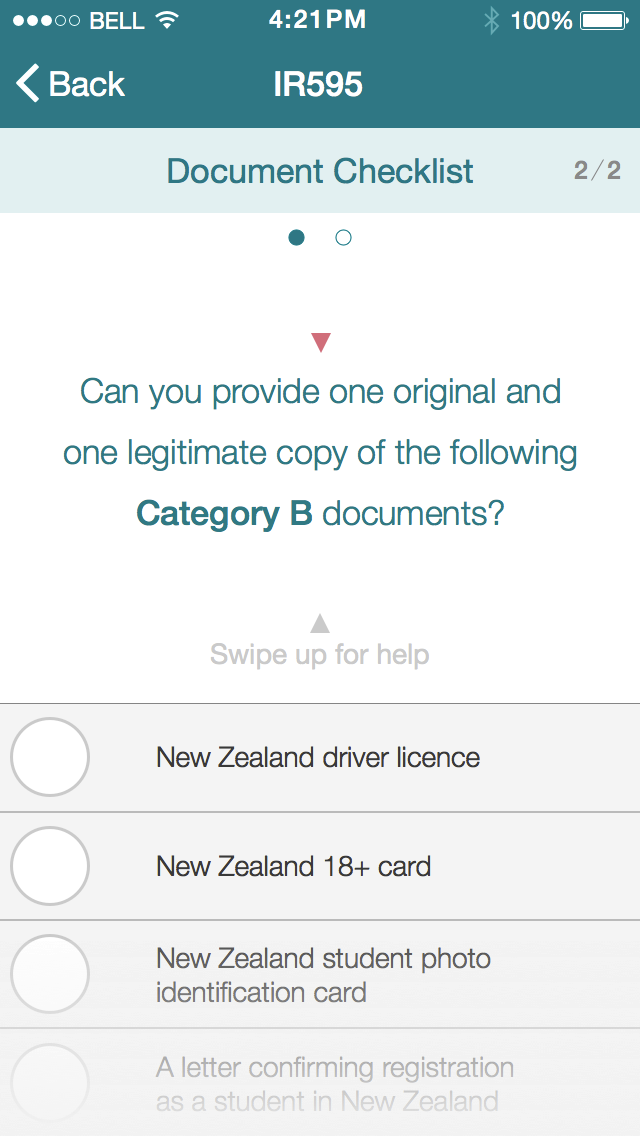 BELL 4:21PM 100%
Back IR595
Document Checklist 2/2
Can you provide one original and
one legitimate copy of the following
Category B documents?
Swipe up for help
New Zealand driver licence
New Zealand 18+ card
New Zealand student photo
identification card
A letter confirming registration
as a student in New Zealand